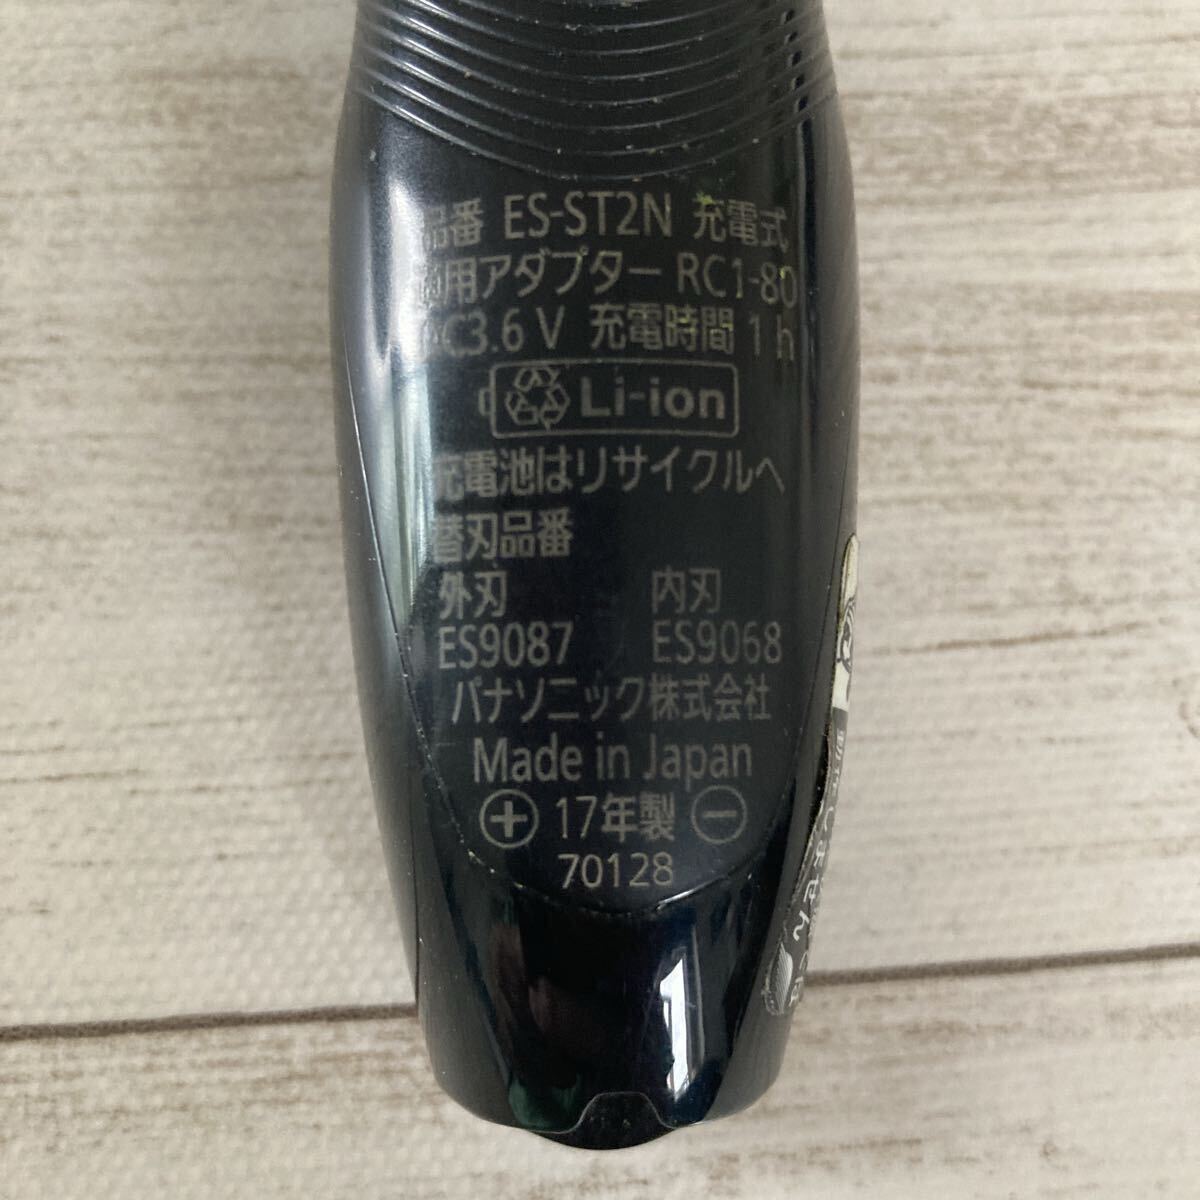 品番 ES-ST2N 充電式
用アダプター RC1-80
3.6V 充電時間 1h
Li-ion
充電池はリサイクルへ
替刃品番
外刃 内刃
ES9087 ES9068
パナソニック株式会社
Made in Japan
+ 17年製 −
70128